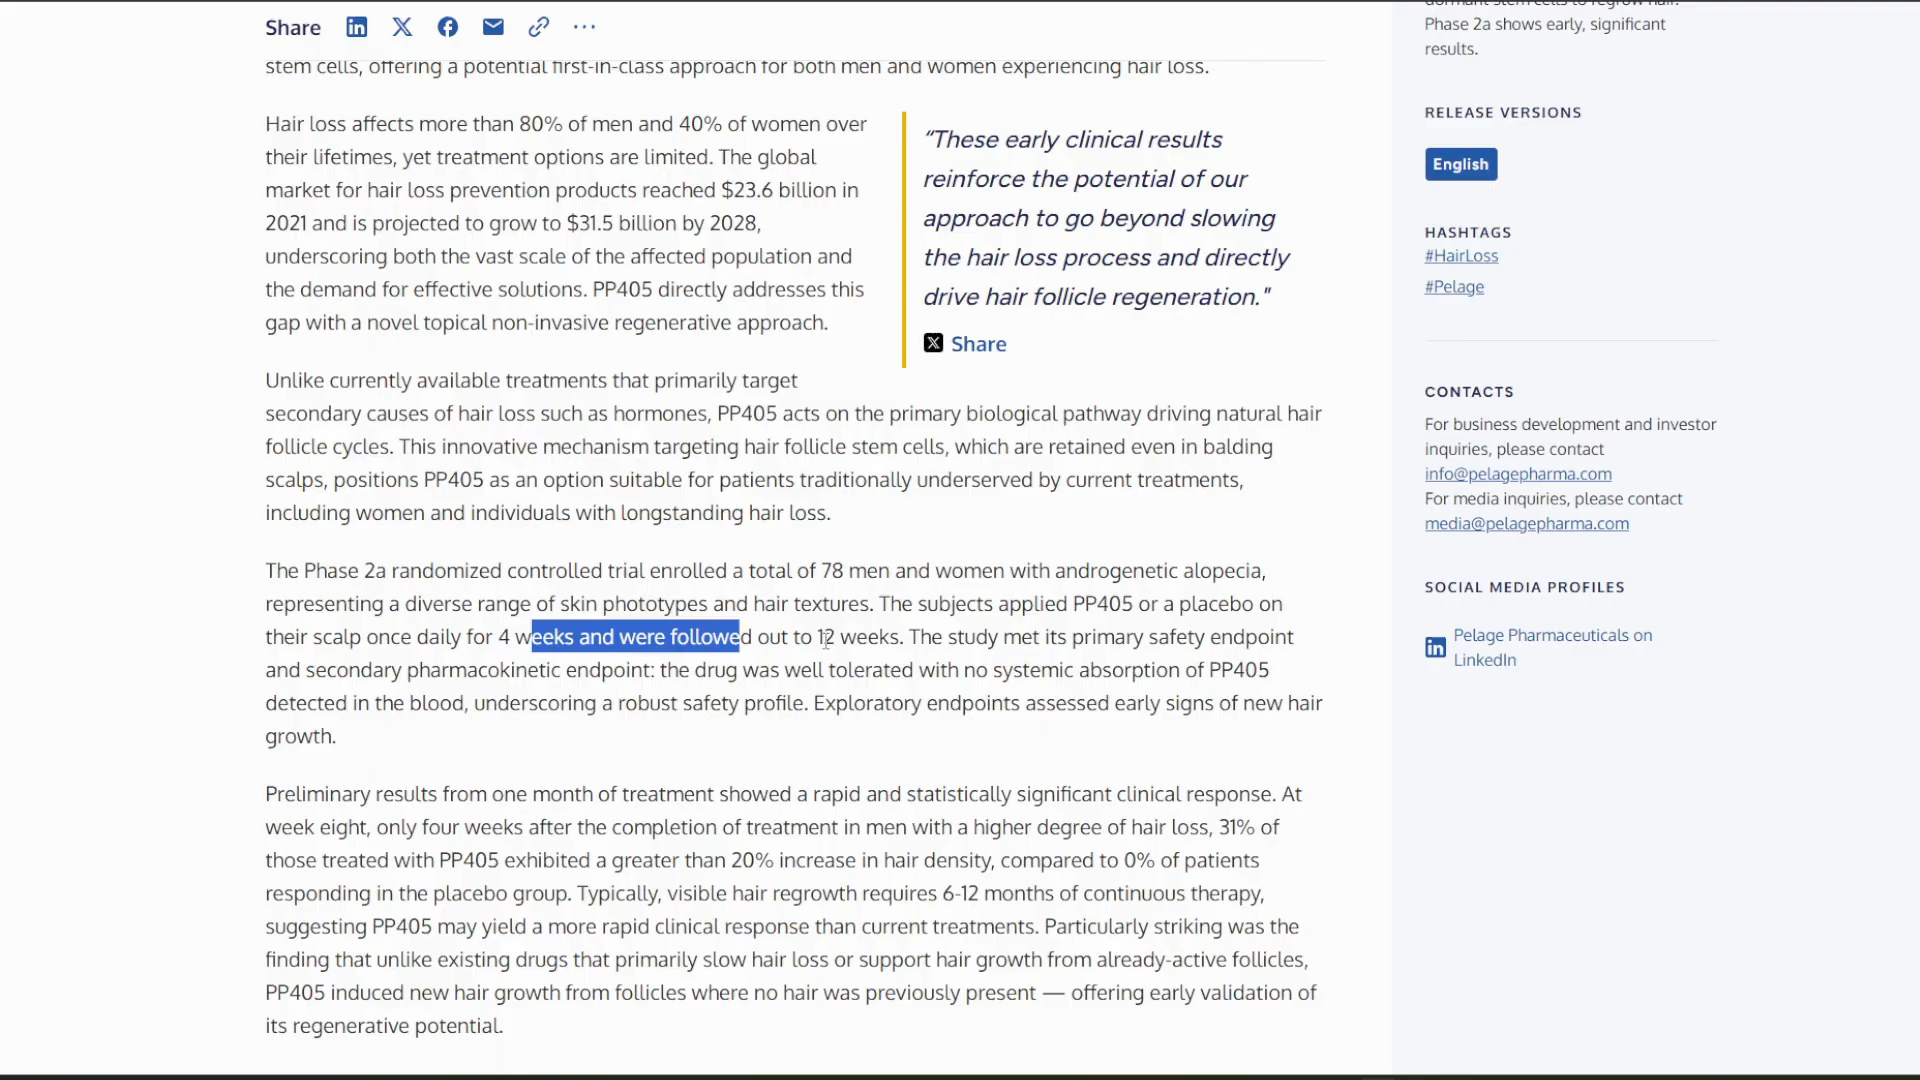 Share
stem cells, offering a potential first-in-class approach for both men and women experiencing hair loss.
Hair loss affects more than 80% of men and 40% of women over
their lifetimes, yet treatment options are limited. The global
market for hair loss prevention products reached $23.6 billion in
2021 and is projected to grow to $31.5 billion by 2028,
underscoring both the vast scale of the affected population and
the demand for effective solutions. PP405 directly addresses this
gap with a novel topical non-invasive regenerative approach.
“These early clinical results
reinforce the potential of our
approach to go beyond slowing
the hair loss process and directly
drive hair follicle regeneration."
Share
Unlike currently available treatments that primarily target
secondary causes of hair loss such as hormones, PP405 acts on the primary biological pathway driving natural hair
follicle cycles. This innovative mechanism targeting hair follicle stem cells, which are retained even in balding
scalps, positions PP405 as an option suitable for patients traditionally underserved by current treatments,
including women and individuals with longstanding hair loss.
The Phase 2a randomized controlled trial enrolled a total of 78 men and women with androgenetic alopecia,
representing a diverse range of skin phototypes and hair textures. The subjects applied PP405 or a placebo on
their scalp once daily for 4 weeks and were followed out to 12 weeks. The study met its primary safety endpoint
and secondary pharmacokinetic endpoint: the drug was well tolerated with no systemic absorption of PP405
detected in the blood, underscoring a robust safety profile. Exploratory endpoints assessed early signs of new hair
growth.
Preliminary results from one month of treatment showed a rapid and statistically significant clinical response. At
week eight, only four weeks after the completion of treatment in men with a higher degree of hair loss, 31% of
those treated with PP405 exhibited a greater than 20% increase in hair density, compared to 0% of patients
responding in the placebo group. Typically, visible hair regrowth requires 6-12 months of continuous therapy,
suggesting PP405 may yield a more rapid clinical response than current treatments. Particularly striking was the
finding that unlike existing drugs that primarily slow hair loss or support hair growth from already-active follicles,
PP405 induced new hair growth from follicles where no hair was previously present — offering early validation of
its regenerative potential.
dormant stem cells to regrow hair.
Phase 2a shows early, significant
results.
RELEASE VERSIONS
English
HASHTAGS
#HairLoss
#Pelage
CONTACTS
For business development and investor
inquiries, please contact
info@pelagepharma.com
For media inquiries, please contact
media@pelagepharma.com
SOCIAL MEDIA PROFILES
Pelage Pharmaceuticals on
LinkedIn